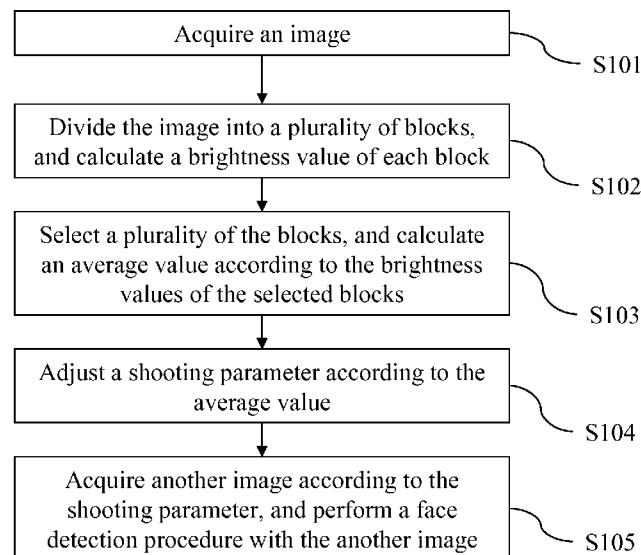 Acquire an image
S101
Divide the image into a plurality of blocks,
and calculate a brightness value of each block
S102
Select a plurality of the blocks, and calculate
an average value according to the brightness
values of the selected blocks
S103
Adjust a shooting parameter according to the
average value
S104
Acquire another image according to the
shooting parameter, and perform a face
detection procedure with the another image
S105